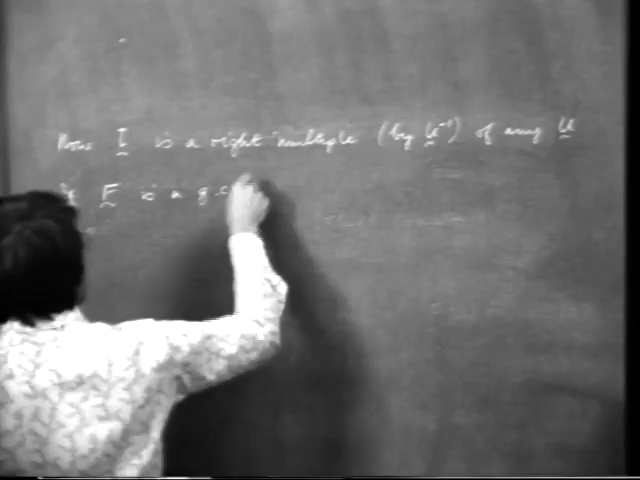 Now I is a right multiple (by U⁻¹) of any U
If E is a g.c.